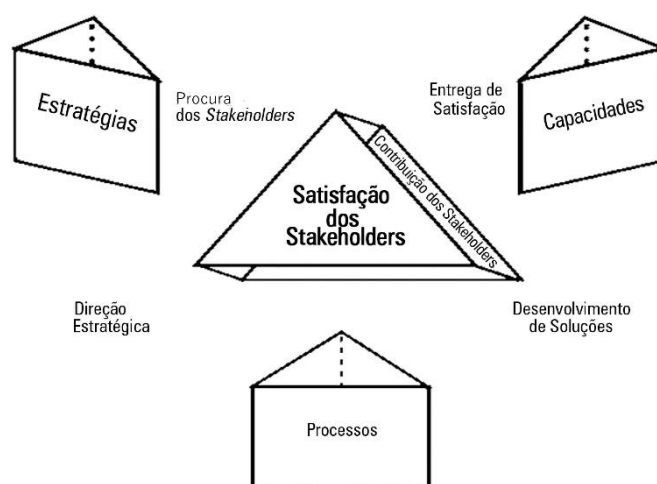 Estratégias
Procura
dos Stakeholders
Entrega de
Satisfação
Capacidades
Contribuição dos Stakeholders
Satisfação
dos
Stakeholders
Direção
Estratégica
Desenvolvimento
de Soluções
Processos